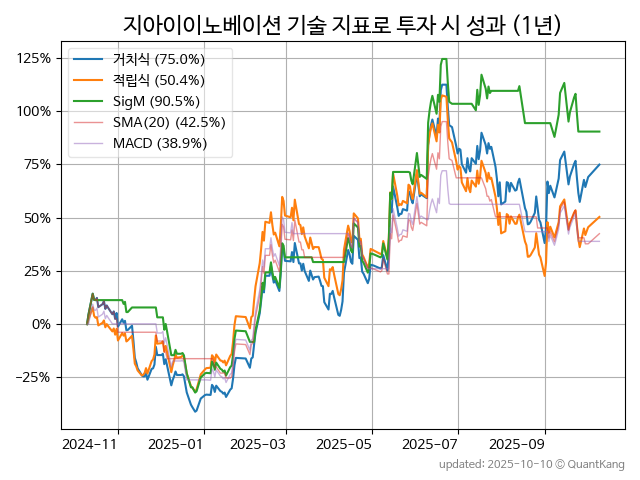 지아이이노베이션 기술 지표로 투자 시 성과 (1년)
125%
100%
75%
50%
25%
0%
−25%
거치식 (75.0%)
적립식 (50.4%)
SigM (90.5%)
SMA(20) (42.5%)
MACD (38.9%)
2024-11
2025-01
2025-03
2025-05
2025-07
2025-09
updated: 2025-10-10 © QuantKang